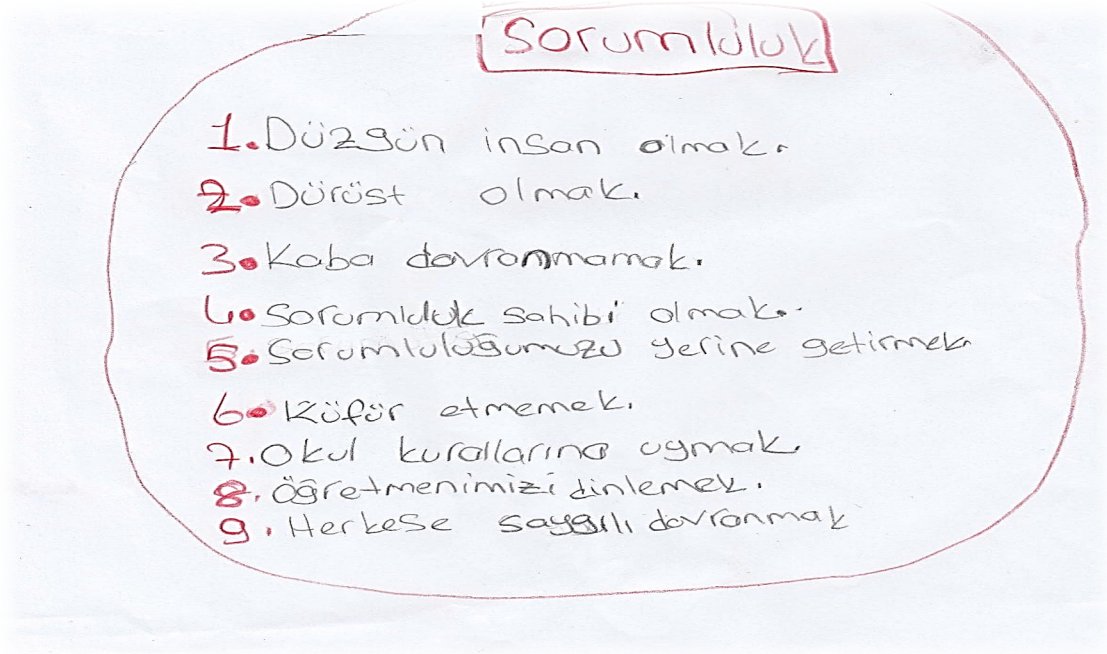 Sorumluluk
1. Düzgün insan olmak.
2. Dürüst olmak.
3. Kaba davranmamak.
4. Sorumluluk sahibi olmak.
5. Sorumluluğumuzu yerine getirmek.
6. Küfür etmemek.
7. Okul kurallarına uymak.
8. Öğretmenimizi dinlemek.
9. Herkese saygılı davranmak